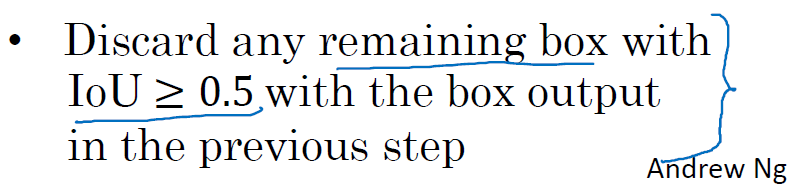 • Discard any remaining box with
IoU ≥ 0.5 with the box output
in the previous step
Andrew Ng